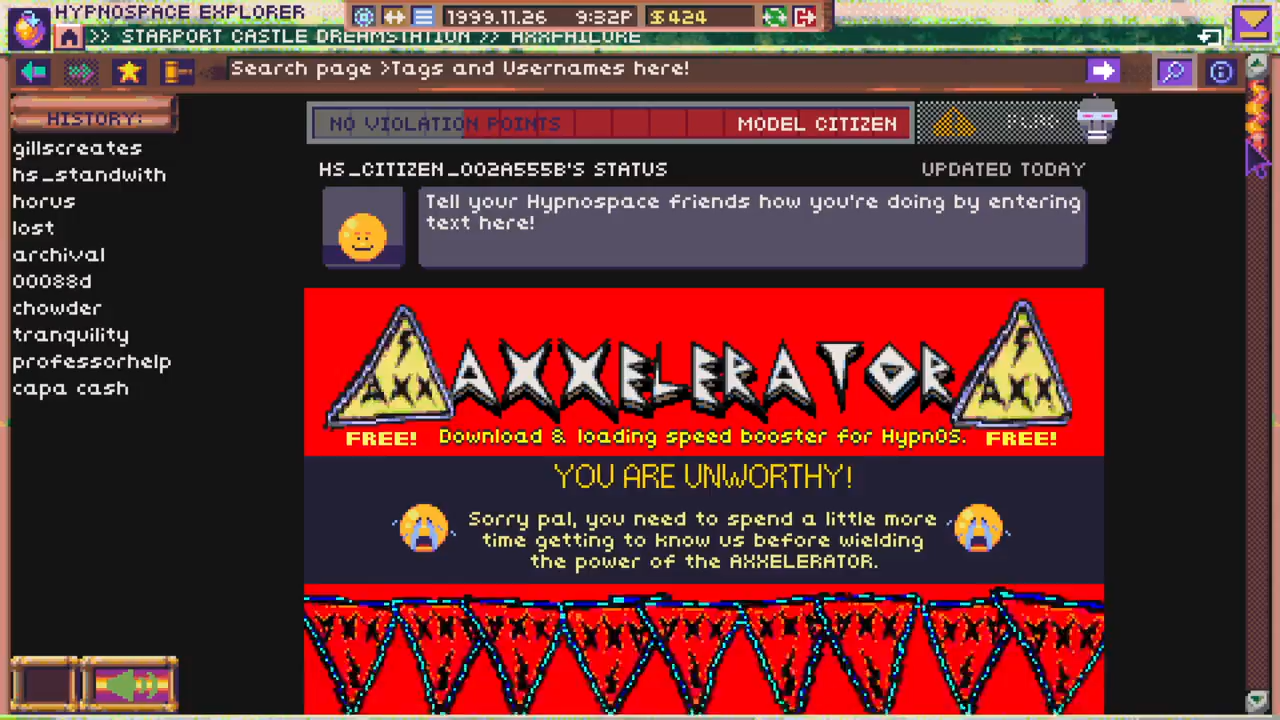 HYPNOSPACE EXPLORER
1999.11.26 9:32P 424
>> STARPORT CASTLE DREAMSTATION >> AXXFAILURE
Search page >Tags and Usernames here!
HISTORY:
gillscreates
hs_standwith
horus
lost
archival
00088d
chowder
tranquility
professorhelp
capa cash
NO VIOLATION POINTS MODEL CITIZEN
HS_CITIZEN_002A555B'S STATUS UPDATED TODAY
Tell your Hypnospace friends how you're doing by entering
text here!
AXX AXXELERATOR AXX
FREE! Download & loading speed booster for HypnOS. FREE!
YOU ARE UNWORTHY!
Sorry pal, you need to spend a little more
time getting to know us before wielding
the power of the AXXELERATOR.